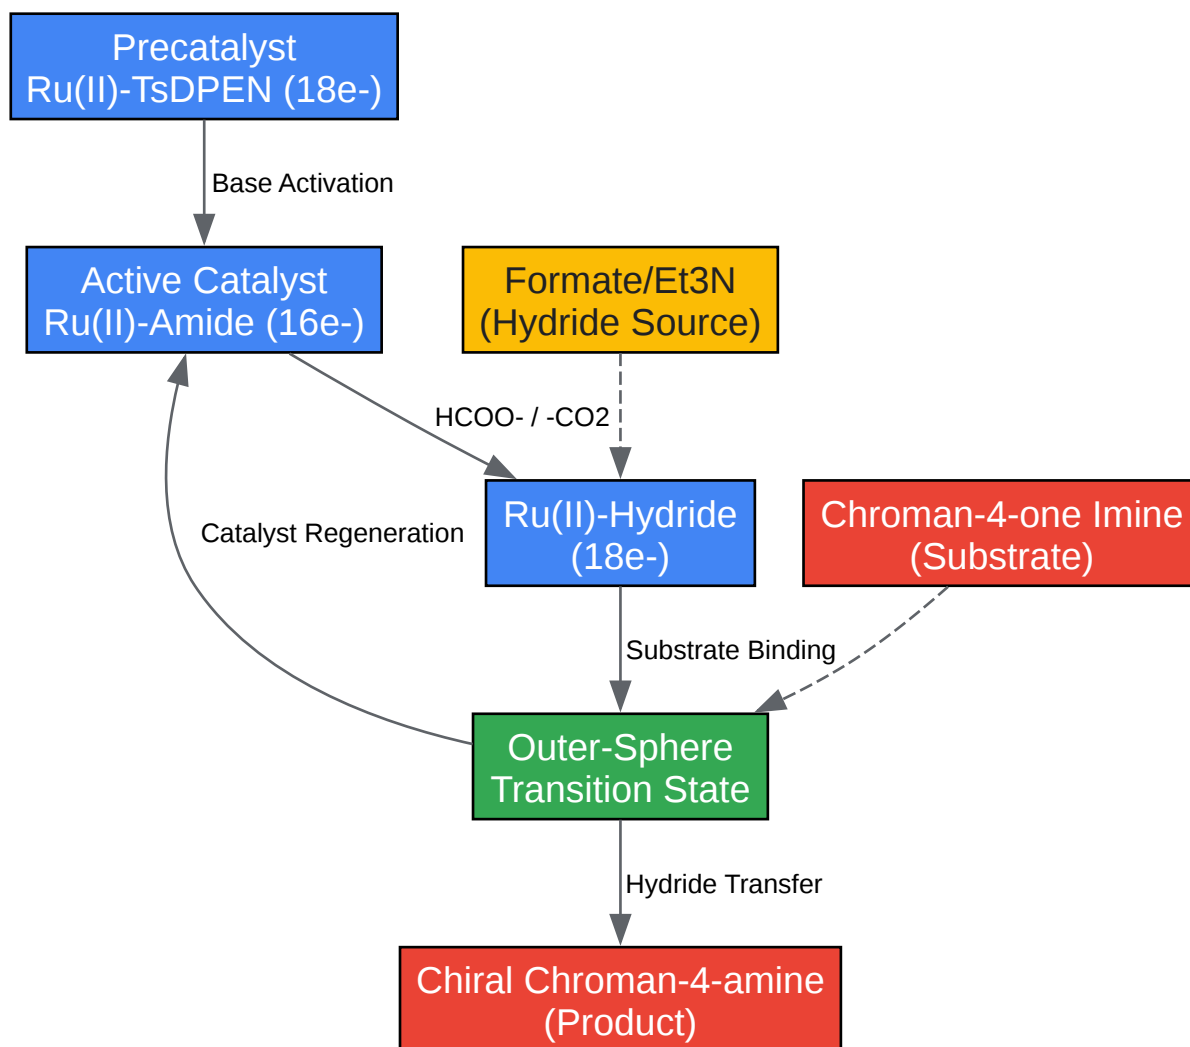 Precatalyst
Ru(II)-TsDPEN (18e-)
Base Activation
Active Catalyst
Ru(II)-Amide (16e-)
Formate/Et3N
(Hydride Source)
HCOO- / -CO2
Ru(II)-Hydride
(18e-)
Chroman-4-one Imine
(Substrate)
Catalyst Regeneration
Substrate Binding
Outer-Sphere
Transition State
Hydride Transfer
Chiral Chroman-4-amine
(Product)